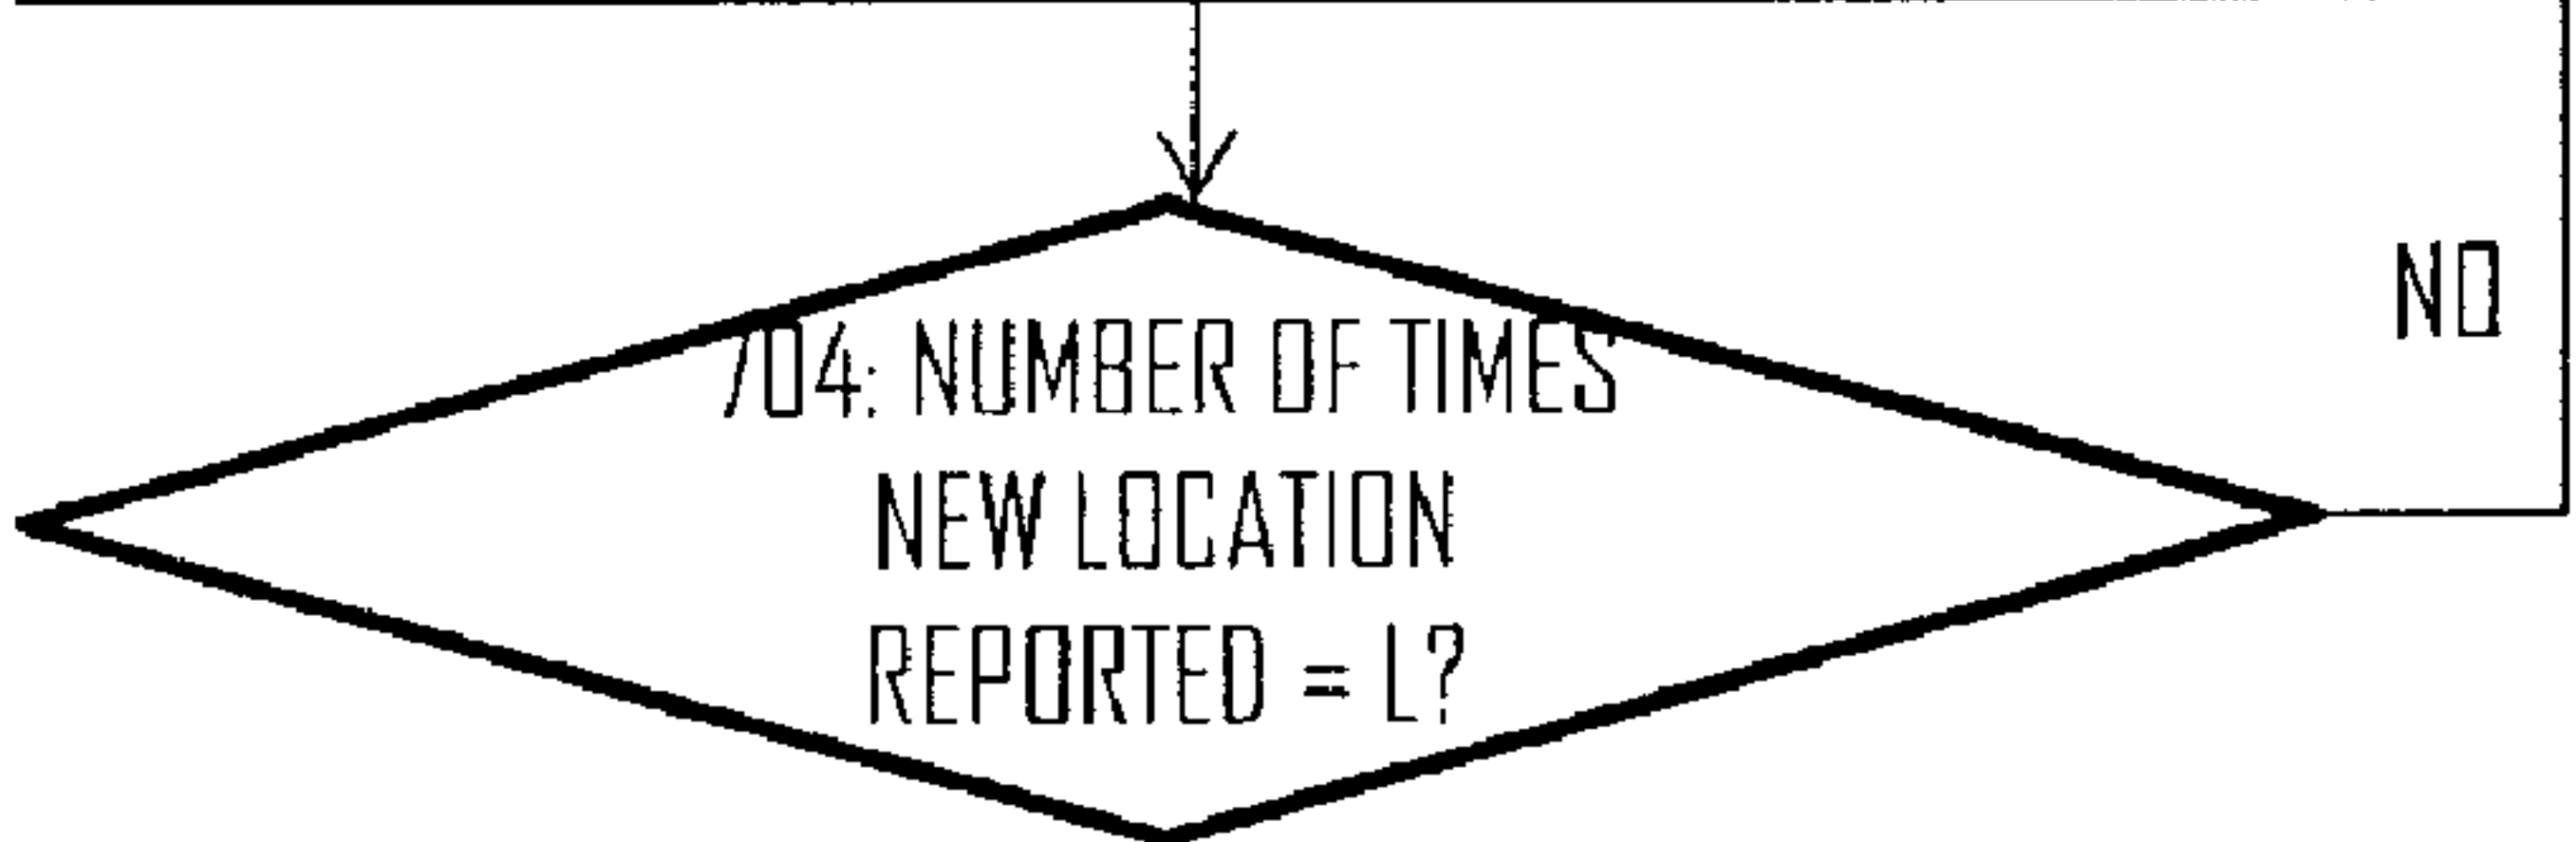 704: NUMBER OF TIMES
NEW LOCATION
REPORTED = L?
NO